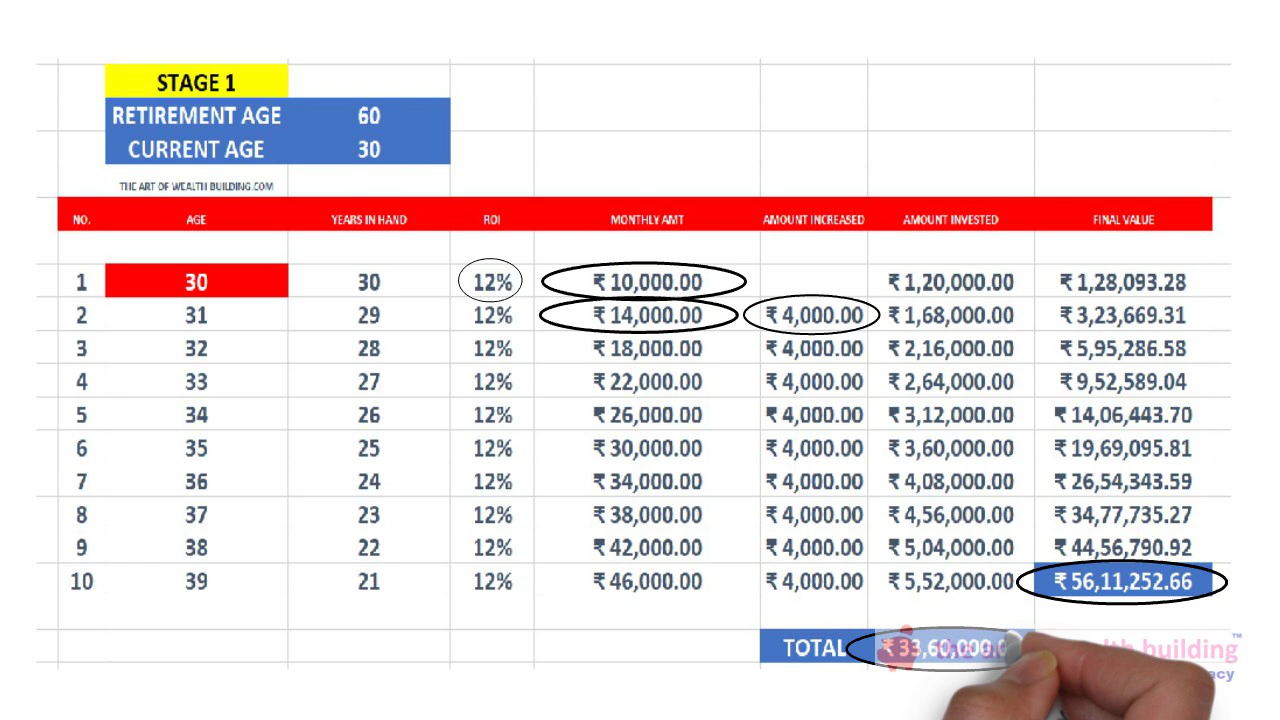 STAGE 1
RETIREMENT AGE 60
CURRENT AGE 30
THE ART OF WEALTH BUILDING.COM
NO. AGE YEARS IN HAND ROI MONTHLY AMT AMOUNT INCREASED AMOUNT INVESTED FINAL VALUE
1 30 30 12% ₹ 10,000.00 ₹ 1,20,000.00 ₹ 1,28,093.28
2 31 29 12% ₹ 14,000.00 ₹ 4,000.00 ₹ 1,68,000.00 ₹ 3,23,669.31
3 32 28 12% ₹ 18,000.00 ₹ 4,000.00 ₹ 2,16,000.00 ₹ 5,95,286.58
4 33 27 12% ₹ 22,000.00 ₹ 4,000.00 ₹ 2,64,000.00 ₹ 9,52,589.04
5 34 26 12% ₹ 26,000.00 ₹ 4,000.00 ₹ 3,12,000.00 ₹ 14,06,443.70
6 35 25 12% ₹ 30,000.00 ₹ 4,000.00 ₹ 3,60,000.00 ₹ 19,69,095.81
7 36 24 12% ₹ 34,000.00 ₹ 4,000.00 ₹ 4,08,000.00 ₹ 26,54,343.59
8 37 23 12% ₹ 38,000.00 ₹ 4,000.00 ₹ 4,56,000.00 ₹ 34,77,735.27
9 38 22 12% ₹ 42,000.00 ₹ 4,000.00 ₹ 5,04,000.00 ₹ 44,56,790.92
10 39 21 12% ₹ 46,000.00 ₹ 4,000.00 ₹ 5,52,000.00 ₹ 56,11,252.66
TOTAL ₹ 33,60,000.0 building™